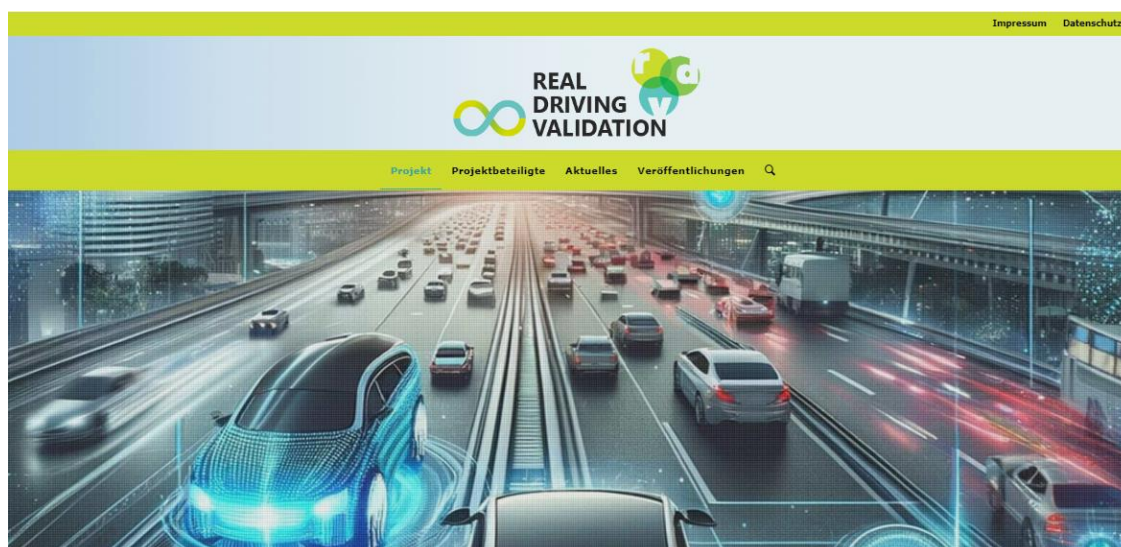 Impressum Datenschutz
REAL
DRIVING
VALIDATION
r d
v
Projekt Projektbeteiligte Aktuelles Veröffentlichungen